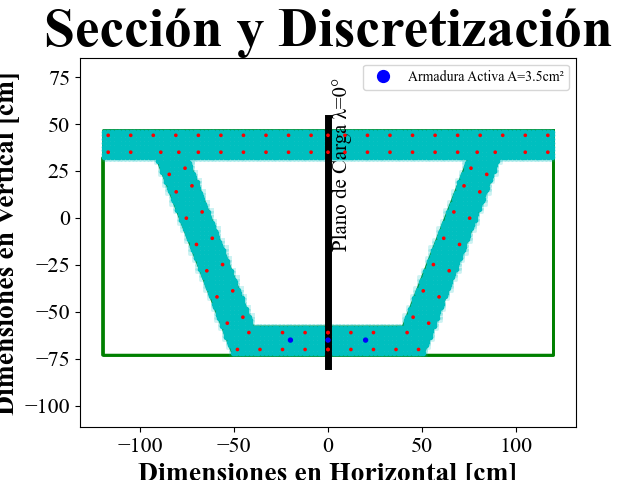 Sección y Discretización
Armadura Activa A=3.5cm²
Plano de Carga λ=0°
Dimensiones en Vertical [cm]
75
50
25
0
−25
−50
−75
−100
−100
−50
0
50
100
Dimensiones en Horizontal [cm]